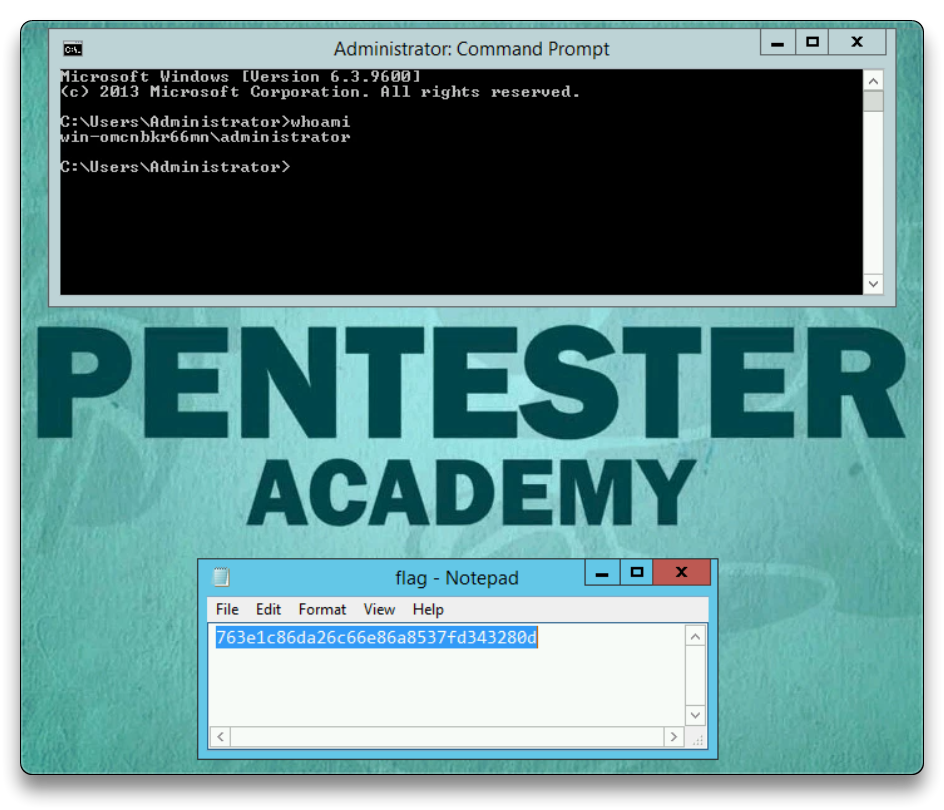 Administrator: Command Prompt
Microsoft Windows [Version 6.3.9600]
(c) 2013 Microsoft Corporation. All rights reserved.
C:\Users\Administrator>whoami
win-omcnbkr66mn\administrator
C:\Users\Administrator>
PENTESTER
ACADEMY
flag - Notepad
File Edit Format View Help
763e1c86da26c66e86a8537fd343280d